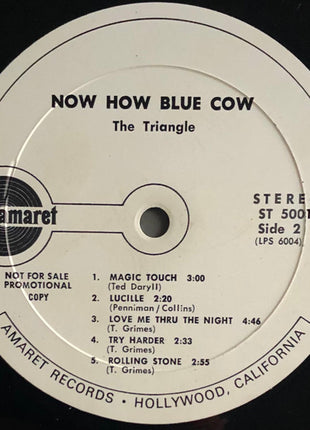 NOW HOW BLUE COW
The Triangle
amaret
STEREO
ST 5001
Side 2
(LPS 6004)
NOT FOR SALE
PROMOTIONAL
COPY
1. MAGIC TOUCH 3:00
(Ted Daryll)
2. LUCILLE 2:20
(Penniman/Collins)
3. LOVE ME THRU THE NIGHT 4:46
(T. Grimes)
4. TRY HARDER 2:33
(T. Grimes)
5. ROLLING STONE 2:55
(T. Grimes)
AMARET RECORDS • HOLLYWOOD, CALIFORNIA